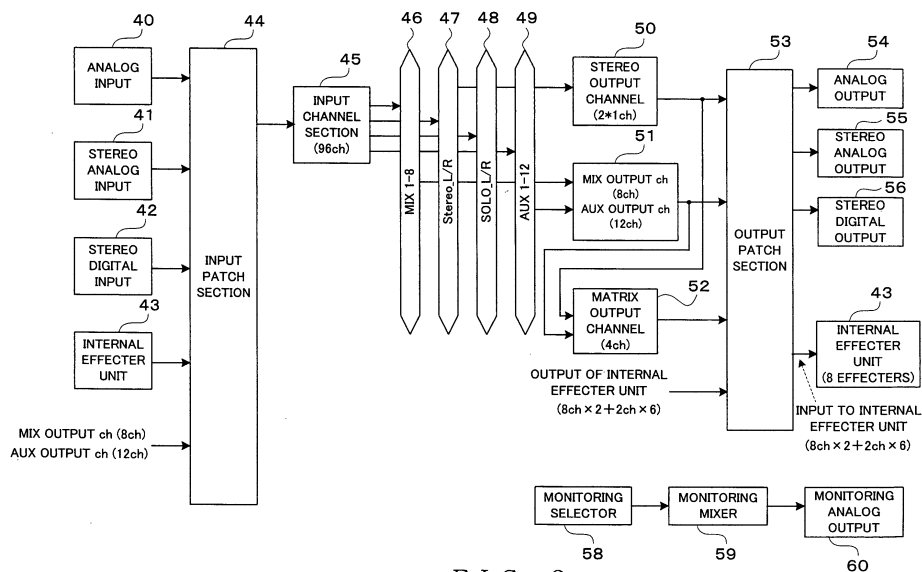 40
ANALOG
INPUT
41
STEREO
ANALOG
INPUT
42
STEREO
DIGITAL
INPUT
43
INTERNAL
EFFECTER
UNIT
MIX OUTPUT ch (8ch)
AUX OUTPUT ch (12ch)
44
INPUT
PATCH
SECTION
45
INPUT
CHANNEL
SECTION
(96ch)
46
MIX 1-8
47
Stereo_L/R
48
SOLO_L/R
49
AUX 1-12
50
STEREO
OUTPUT
CHANNEL
(2*1ch)
51
MIX OUTPUT ch
(8ch)
AUX OUTPUT ch
(12ch)
52
MATRIX
OUTPUT
CHANNEL
(4ch)
OUTPUT OF INTERNAL
EFFECTER UNIT
(8ch×2+2ch×6)
53
OUTPUT
PATCH
SECTION
54
ANALOG
OUTPUT
55
STEREO
ANALOG
OUTPUT
56
STEREO
DIGITAL
OUTPUT
43
INTERNAL
EFFECTER
UNIT
(8 EFFECTERS)
INPUT TO INTERNAL
EFFECTER UNIT
(8ch×2+2ch×6)
MONITORING
SELECTOR
58
MONITORING
MIXER
59
MONITORING
ANALOG
OUTPUT
60